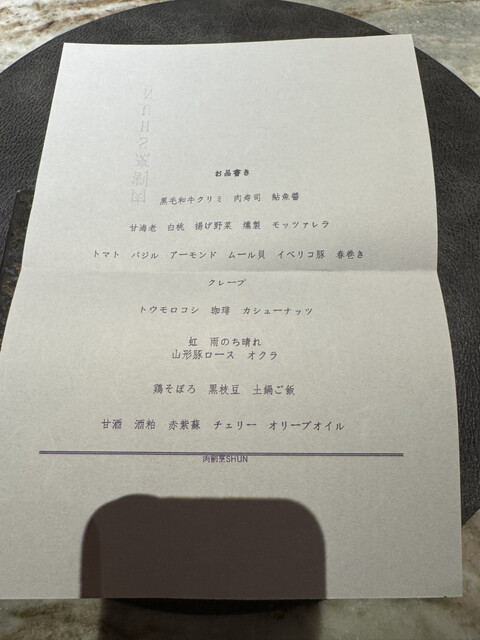 お品書き
黒毛和牛クリミ 肉寿司 鮎魚醤
甘海老 白桃 揚げ野菜 燻製 モッツァレラ
トマト バジル アーモンド ムール貝 イベリコ豚 春巻き
クレープ
トウモロコシ 珈琲 カシューナッツ
虹 雨のち晴れ
山形豚ロース オクラ
鶏そぼろ 黒枝豆 土鍋ご飯
甘酒 酒粕 赤紫蘇 チェリー オリーブオイル
肉割烹SHUN